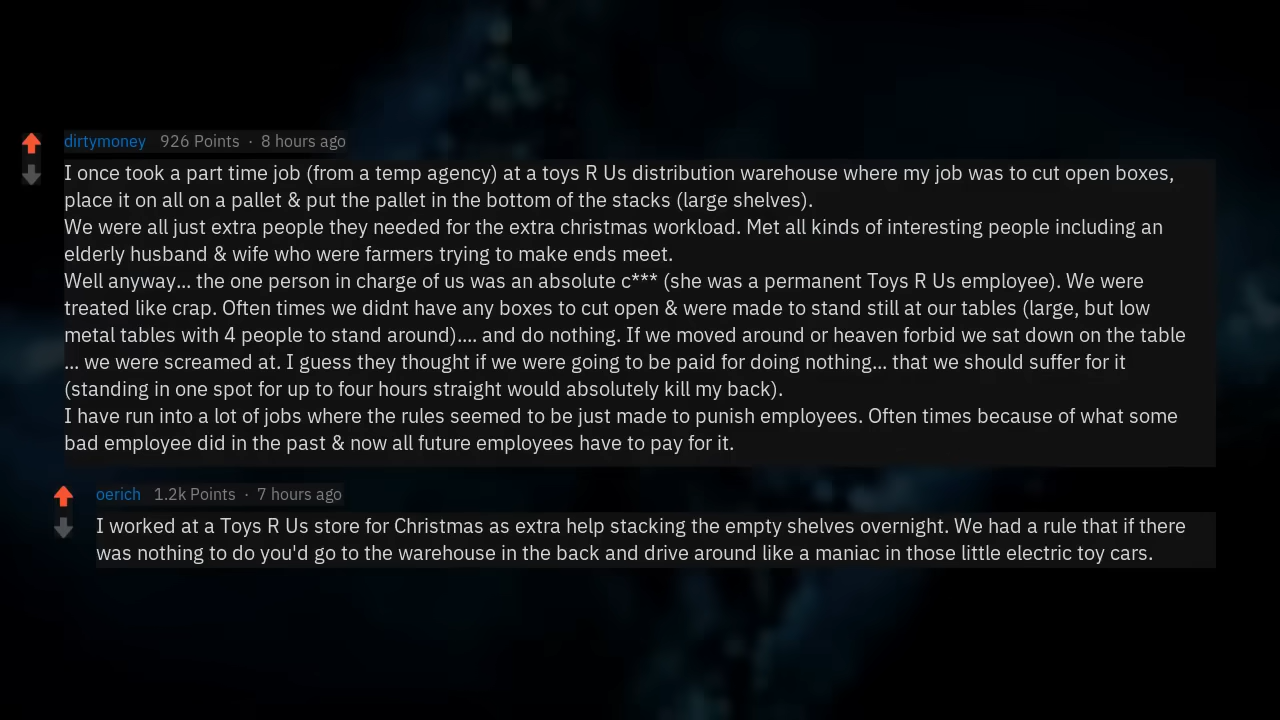 dirtymoney 926 Points · 8 hours ago
I once took a part time job (from a temp agency) at a toys R Us distribution warehouse where my job was to cut open boxes,
place it on all on a pallet & put the pallet in the bottom of the stacks (large shelves).
We were all just extra people they needed for the extra christmas workload. Met all kinds of interesting people including an
elderly husband & wife who were farmers trying to make ends meet.
Well anyway... the one person in charge of us was an absolute c*** (she was a permanent Toys R Us employee). We were
treated like crap. Often times we didnt have any boxes to cut open & were made to stand still at our tables (large, but low
metal tables with 4 people to stand around).... and do nothing. If we moved around or heaven forbid we sat down on the table
... we were screamed at. I guess they thought if we were going to be paid for doing nothing... that we should suffer for it
(standing in one spot for up to four hours straight would absolutely kill my back).
I have run into a lot of jobs where the rules seemed to be just made to punish employees. Often times because of what some
bad employee did in the past & now all future employees have to pay for it.
oerich 1.2k Points · 7 hours ago
I worked at a Toys R Us store for Christmas as extra help stacking the empty shelves overnight. We had a rule that if there
was nothing to do you'd go to the warehouse in the back and drive around like a maniac in those little electric toy cars.